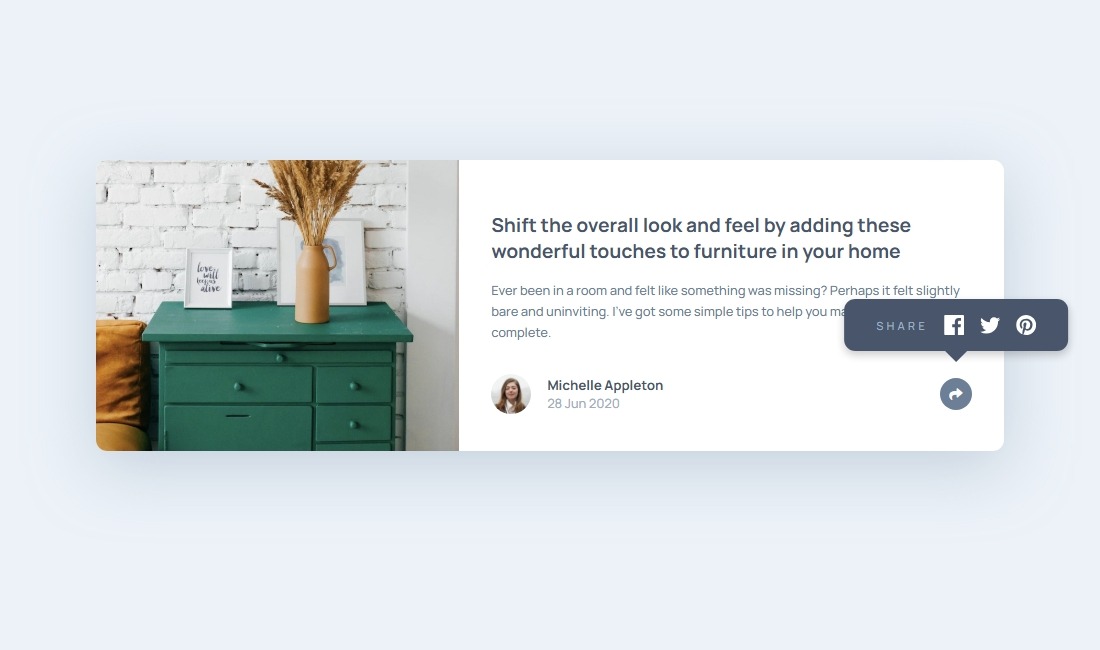 love
will
keep us
alive
Shift the overall look and feel by adding these
wonderful touches to furniture in your home
Ever been in a room and felt like something was missing? Perhaps it felt slightly
bare and uninviting. I've got some simple tips to help you
complete.
SHARE
Michelle Appleton
28 Jun 2020